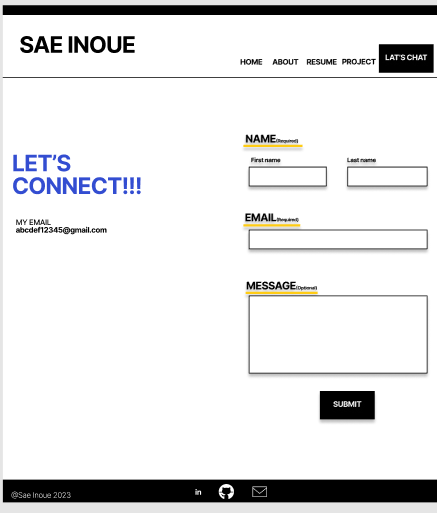 SAE INOUE
HOME ABOUT RESUME PROJECT LAT'S CHAT
LET'S
CONNECT!!!
MY EMAIL
abcdef12345@gmail.com
NAME(Required)
First name Last name
EMAIL(Required)
MESSAGE(Optional)
SUBMIT
@Sae Inoue 2023 in